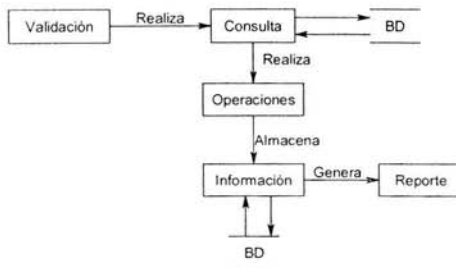 Validación
Realiza
Consulta
BD
Realiza
Operaciones
Almacena
Información
Genera
Reporte
BD